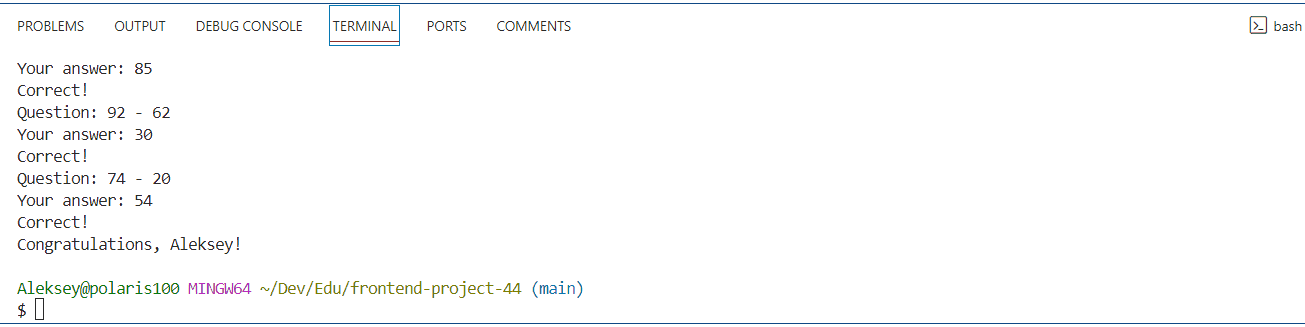 PROBLEMS OUTPUT DEBUG CONSOLE TERMINAL PORTS COMMENTS bash
Your answer: 85
Correct!
Question: 92 - 62
Your answer: 30
Correct!
Question: 74 - 20
Your answer: 54
Correct!
Congratulations, Aleksey!
Aleksey@polaris100 MINGW64 ~/Dev/Edu/frontend-project-44 (main)
$